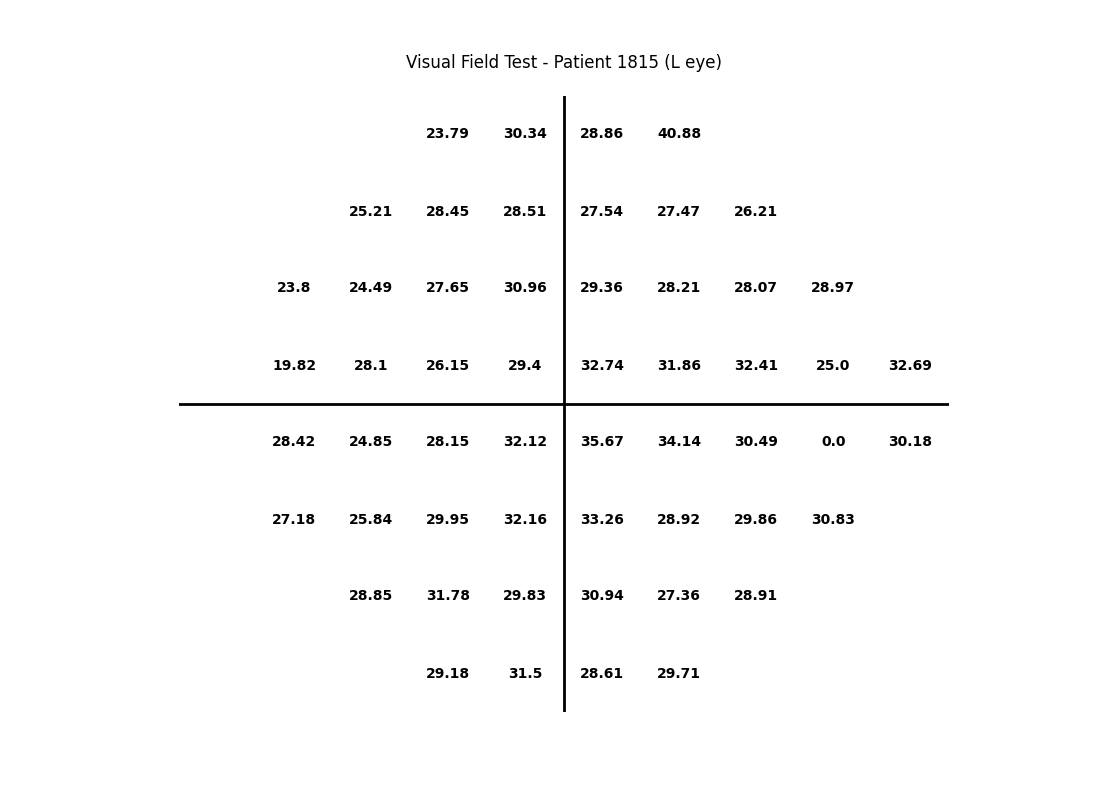 Visual Field Test - Patient 1815 (L eye)
23.79 30.34 28.86 40.88
25.21 28.45 28.51 27.54 27.47 26.21
23.8 24.49 27.65 30.96 29.36 28.21 28.07 28.97
19.82 28.1 26.15 29.4 32.74 31.86 32.41 25.0 32.69
28.42 24.85 28.15 32.12 35.67 34.14 30.49 0.0 30.18
27.18 25.84 29.95 32.16 33.26 28.92 29.86 30.83
28.85 31.78 29.83 30.94 27.36 28.91
29.18 31.5 28.61 29.71